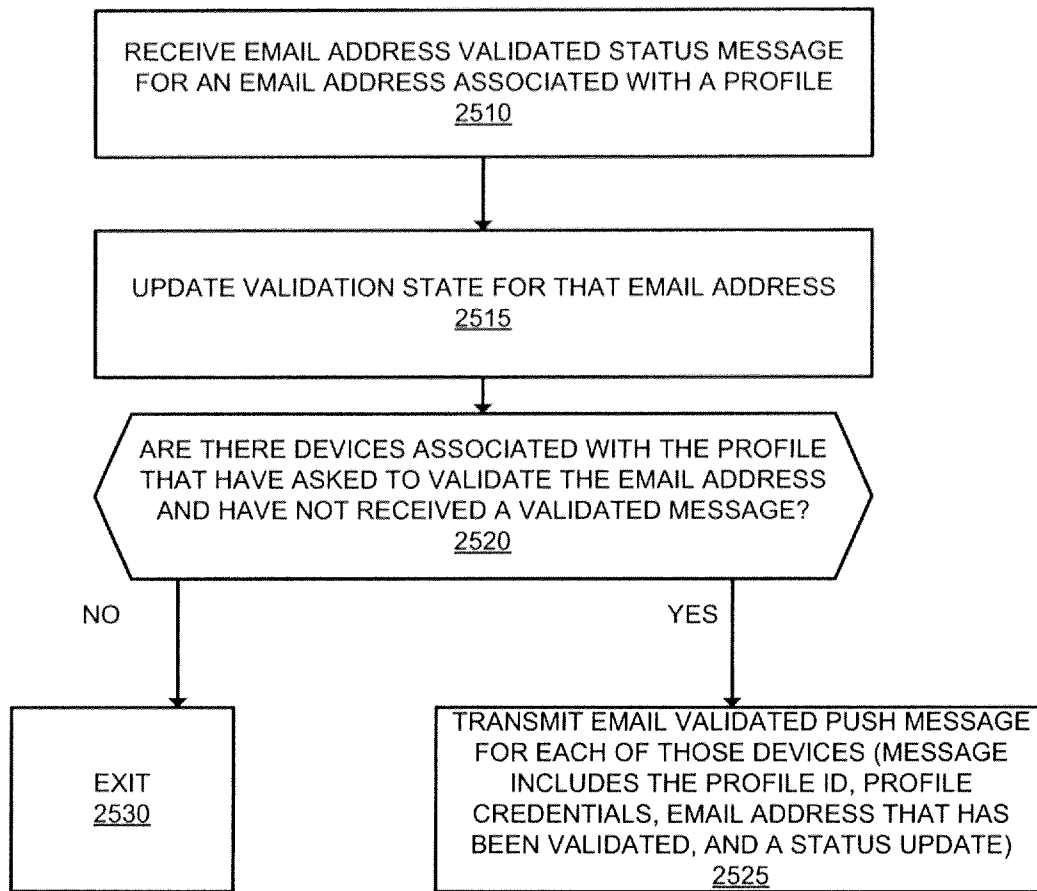 RECEIVE EMAIL ADDRESS VALIDATED STATUS MESSAGE
FOR AN EMAIL ADDRESS ASSOCIATED WITH A PROFILE
2510
UPDATE VALIDATION STATE FOR THAT EMAIL ADDRESS
2515
ARE THERE DEVICES ASSOCIATED WITH THE PROFILE
THAT HAVE ASKED TO VALIDATE THE EMAIL ADDRESS
AND HAVE NOT RECEIVED A VALIDATED MESSAGE?
2520
NO
YES
EXIT
2530
TRANSMIT EMAIL VALIDATED PUSH MESSAGE
FOR EACH OF THOSE DEVICES (MESSAGE
INCLUDES THE PROFILE ID, PROFILE
CREDENTIALS, EMAIL ADDRESS THAT HAS
BEEN VALIDATED, AND A STATUS UPDATE)
2525